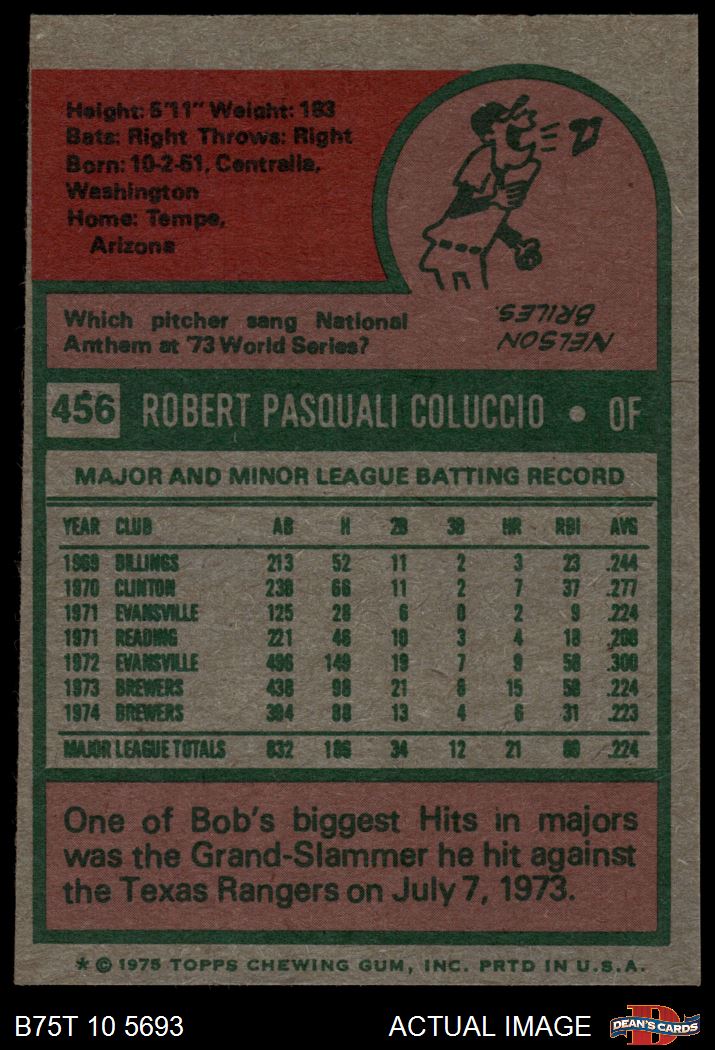 Height: 5'11" Weight: 183
Bats: Right Throws: Right
Born: 10-2-51, Centralia,
Washington
Home: Tempe,
Arizona
Which pitcher sang National
Anthem at '73 World Series?
NELSON
BRILES.
456 ROBERT PASQUALI COLUCCIO • OF
MAJOR AND MINOR LEAGUE BATTING RECORD
YEAR CLUB AB H 2B 3B HR RBI AVG
1969 BILLINGS 213 52 11 2 3 23 .244
1970 CLINTON 238 66 11 2 7 37 .277
1971 EVANSVILLE 125 28 6 0 2 9 .224
1971 READING 221 46 10 3 4 18 .208
1972 EVANSVILLE 496 149 19 7 9 58 .300
1973 BREWERS 438 98 21 8 15 58 .224
1974 BREWERS 394 88 13 4 6 31 .223
MAJOR LEAGUE TOTALS 832 186 34 12 21 89 .224
One of Bob's biggest Hits in majors
was the Grand-Slammer he hit against
the Texas Rangers on July 7, 1973.
* © 1975 TOPPS CHEWING GUM, INC. PRTD IN U.S.A.
B75T 10 5693 ACTUAL IMAGE DEAN'S CARDS